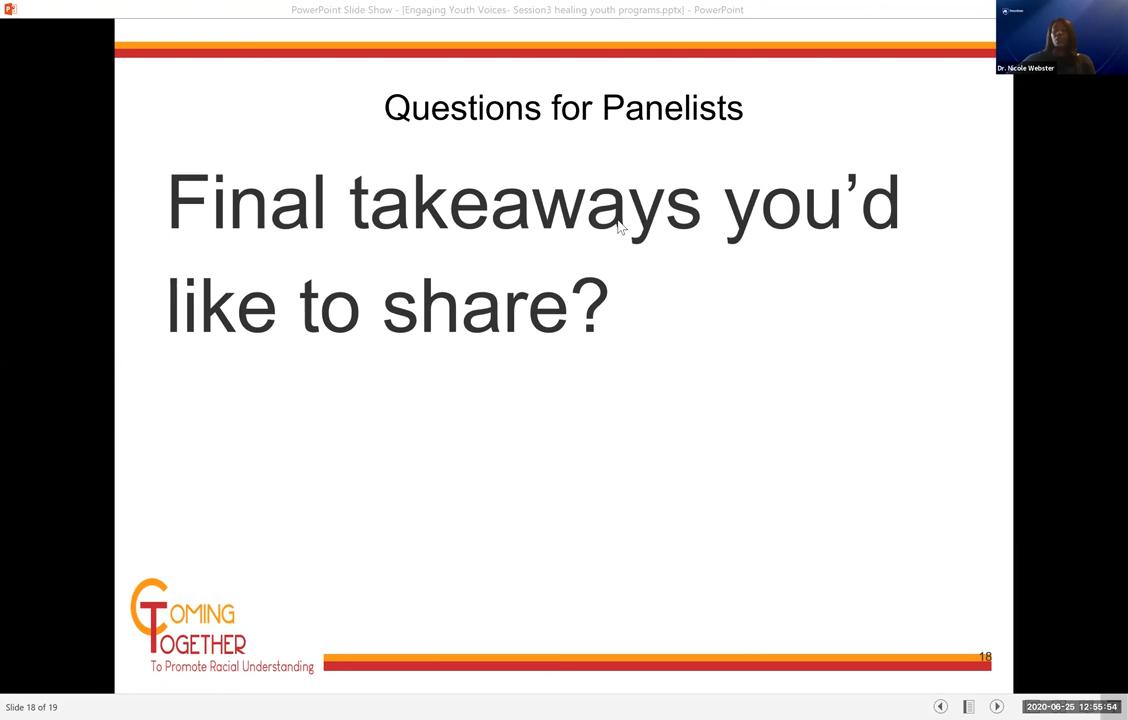 PowerPoint Slide Show - [Engaging Youth Voices- Session3 healing youth programs.pptx] - PowerPoint
Dr. Nicole Webster
Questions for Panelists
Final takeaways you’d
like to share?
COMING
TOGETHER
To Promote Racial Understanding
18
Slide 18 of 19
2020-06-25 12:55:54